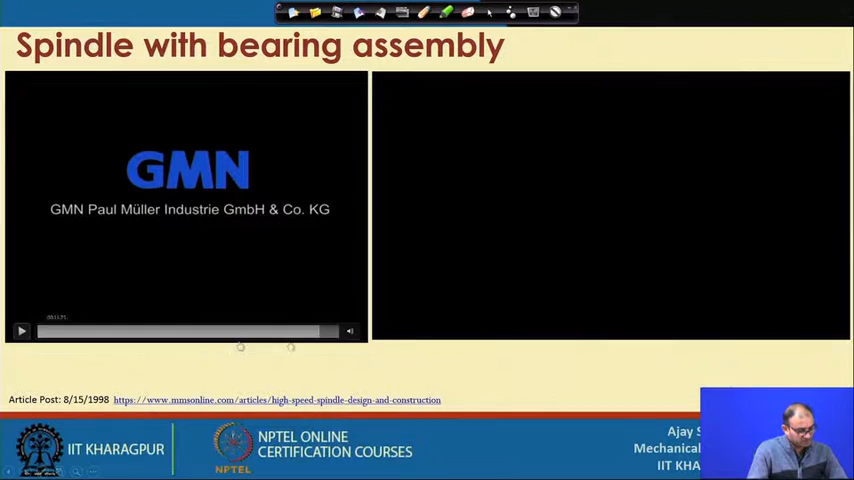 Spindle with bearing assembly
GMN
GMN Paul Müller Industrie GmbH & Co. KG
Article Post: 8/15/1998 https://www.mmsonline.com/articles/high-speed-spindle-design-and-construction
IIT KHARAGPUR
NPTEL
NPTEL ONLINE
CERTIFICATION COURSES
Ajay S
Mechanical
IIT KHA